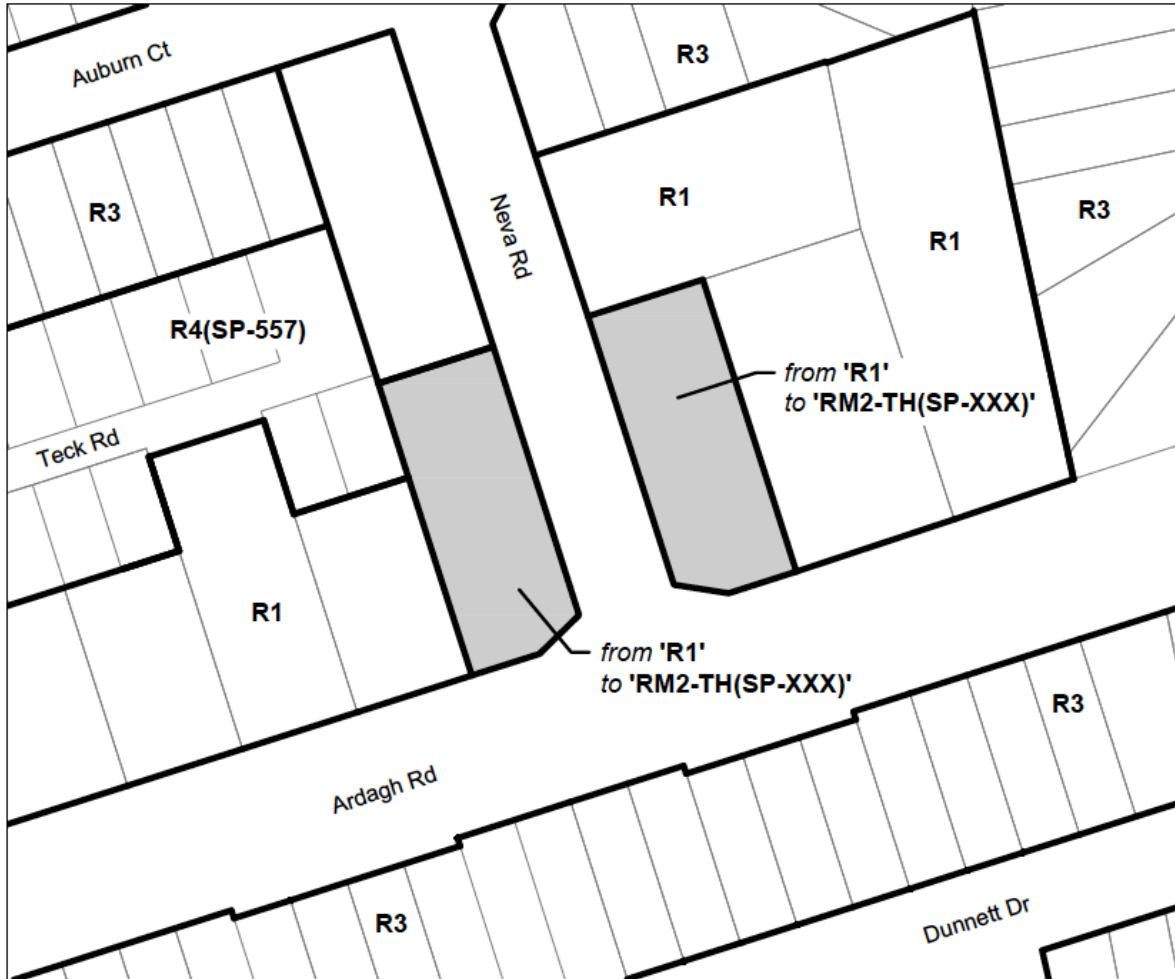 Auburn Ct
R3
R1
Neva Rd
R3
R1
R3
R4(SP-557)
from 'R1'
to 'RM2-TH(SP-XXX)'
Teck Rd
R1
from 'R1'
to 'RM2-TH(SP-XXX)'
R3
Ardagh Rd
R3
Dunnett Dr